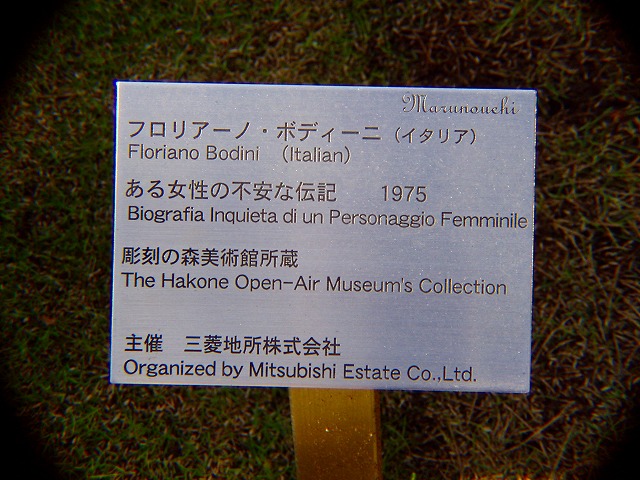 Marunouchi
フロリアーノ・ボディーニ（イタリア）
Floriano Bodini （Italian）
ある女性の不安な伝記　1975
Biografia Inquieta di un Personaggio Femminile
彫刻の森美術館所蔵
The Hakone Open-Air Museum's Collection
主催　三菱地所株式会社
Organized by Mitsubishi Estate Co.,Ltd.